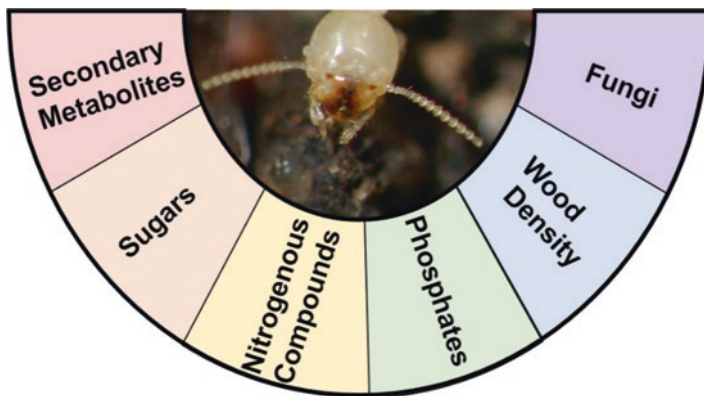 Secondary
Metabolites
Sugars
Nitrogenous
Compounds
Phosphates
Wood
Density
Fungi